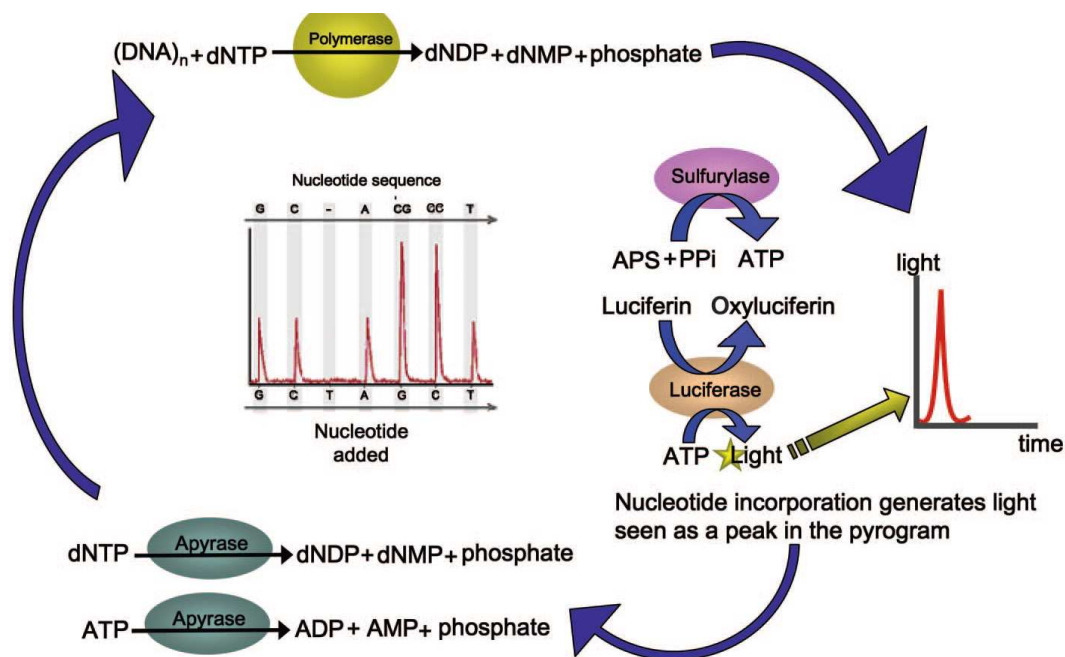 (DNA)n+dNTP Polymerase dNDP+dNMP+phosphate
Sulfurylase
APS+PPi ATP
Luciferin Oxyluciferin
Luciferase
ATP Light
light
time
Nucleotide incorporation generates light
seen as a peak in the pyrogram
Nucleotide sequence
G C - A CG CC T
G C T A G C T
Nucleotide
added
dNTP Apyrase dNDP+dNMP+ phosphate
ATP Apyrase ADP+ AMP+ phosphate